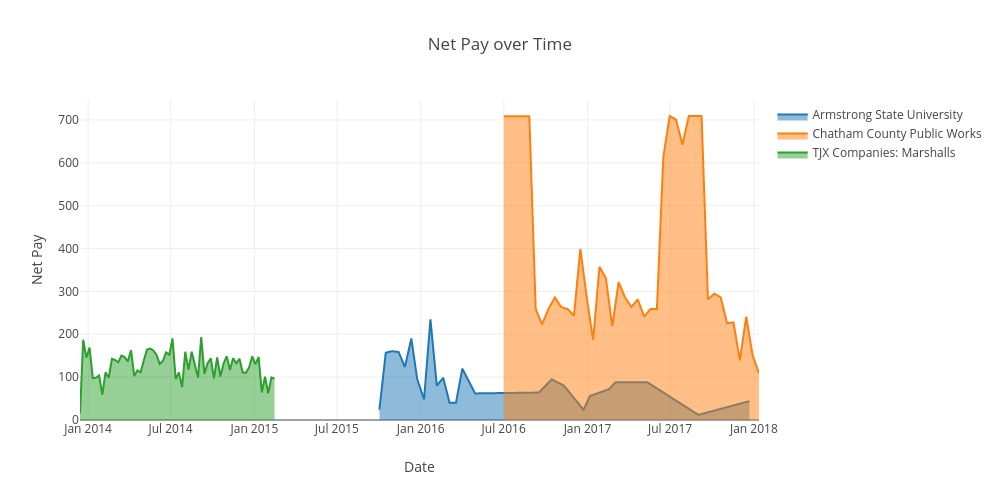 Net Pay over Time
Armstrong State University
Chatham County Public Works
TJX Companies: Marshalls
Net Pay
700
600
500
400
300
200
100
0
Jan 2014 Jul 2014 Jan 2015 Jul 2015 Jan 2016 Jul 2016 Jan 2017 Jul 2017 Jan 2018
Date